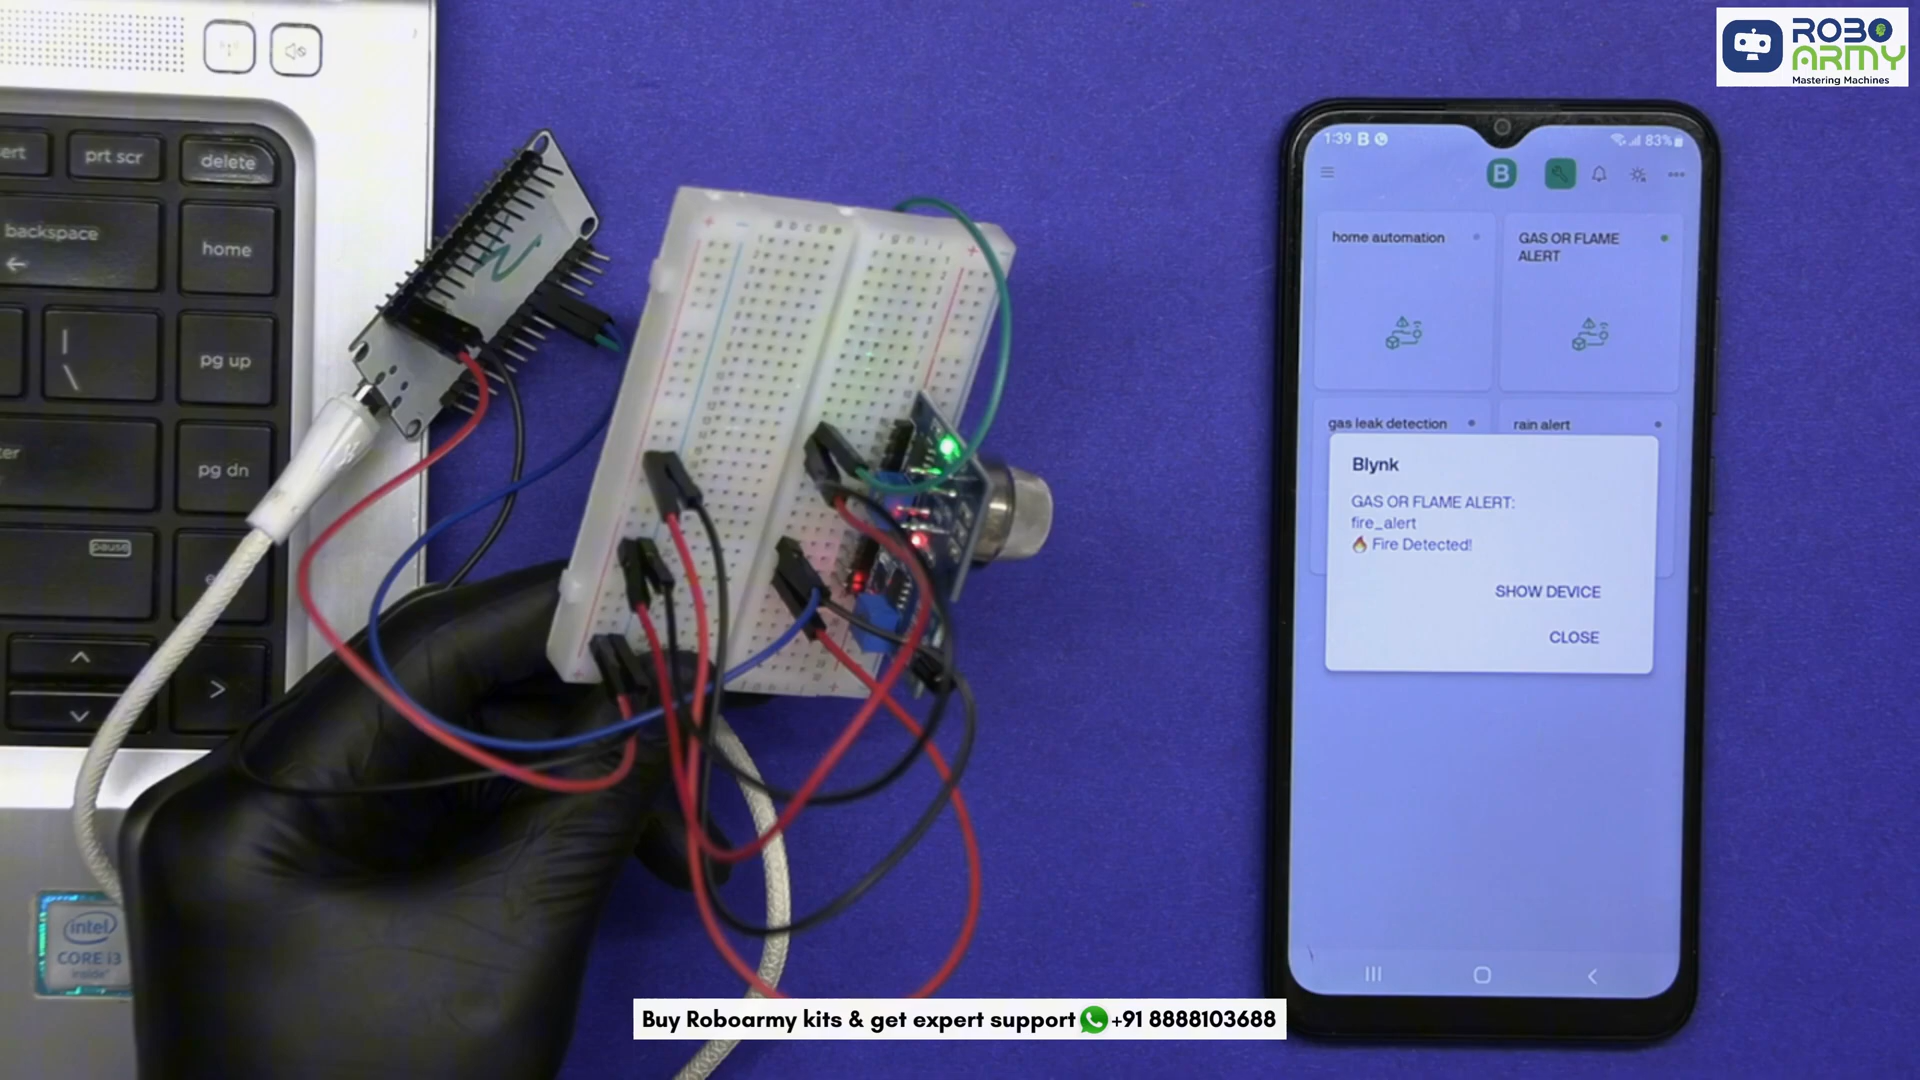 ROBO
ARMY
Mastering Machines
prt scr
delete
backspace
home
pg up
pg dn
pause
intel
CORE i3
inside
1:39
83%
B
home automation
GAS OR FLAME
ALERT
gas leak detection
rain alert
Blynk
GAS OR FLAME ALERT:
fire_alert
🔥 Fire Detected!
SHOW DEVICE
CLOSE
Buy Roboarmy kits & get expert support +91 8888103688